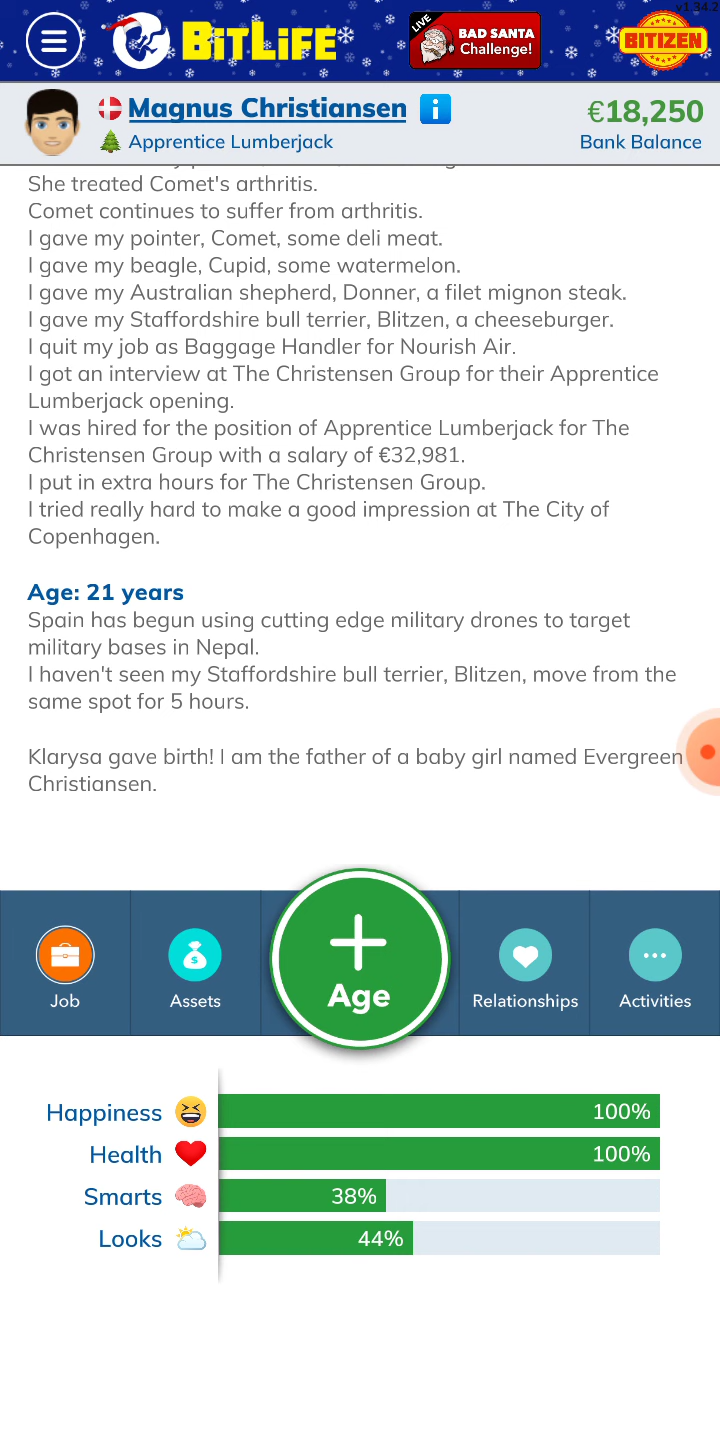 v1.34.2
BitLiFE
LIVE
BAD SANTA
Challenge!
BITIZEN
Magnus Christiansen
i
€18,250
Apprentice Lumberjack
Bank Balance
She treated Comet's arthritis.
Comet continues to suffer from arthritis.
I gave my pointer, Comet, some deli meat.
I gave my beagle, Cupid, some watermelon.
I gave my Australian shepherd, Donner, a filet mignon steak.
I gave my Staffordshire bull terrier, Blitzen, a cheeseburger.
I quit my job as Baggage Handler for Nourish Air.
I got an interview at The Christensen Group for their Apprentice
Lumberjack opening.
I was hired for the position of Apprentice Lumberjack for The
Christensen Group with a salary of €32,981.
I put in extra hours for The Christensen Group.
I tried really hard to make a good impression at The City of
Copenhagen.
Age: 21 years
Spain has begun using cutting edge military drones to target
military bases in Nepal.
I haven't seen my Staffordshire bull terrier, Blitzen, move from the
same spot for 5 hours.
Klarysa gave birth! I am the father of a baby girl named Evergreen
Christiansen.
Job
Assets
Age
Relationships
Activities
Happiness 100%
Health 100%
Smarts 38%
Looks 44%